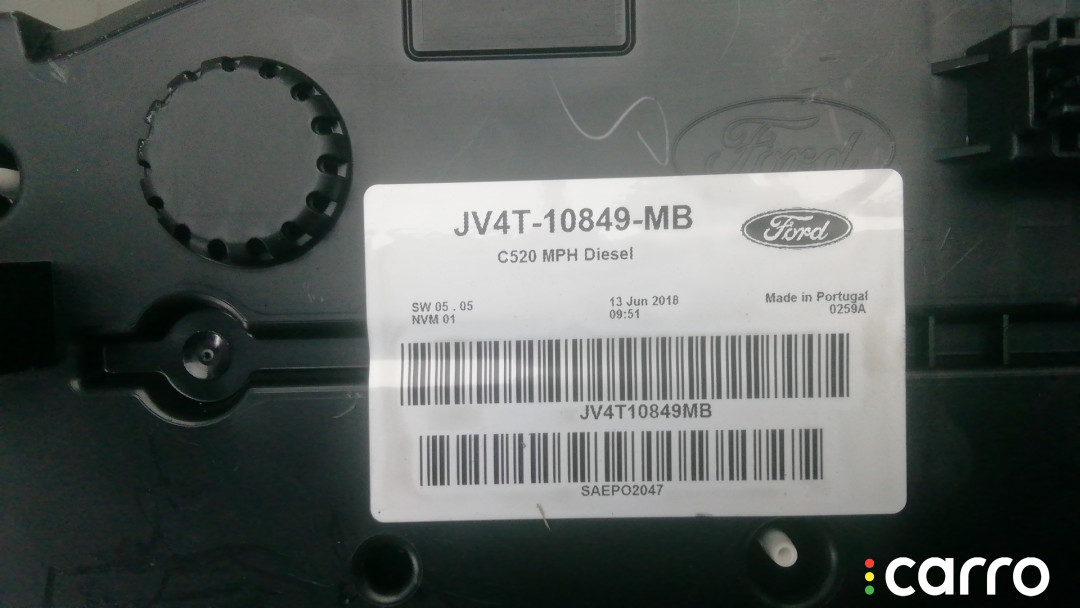 Ford
JV4T-10849-MB
Ford
C520 MPH Diesel
SW 05 . 05
NVM 01
13 Jun 2018
09:51
Made in Portugal
0259A
JV4T10849MB
SAEPO2047
carro